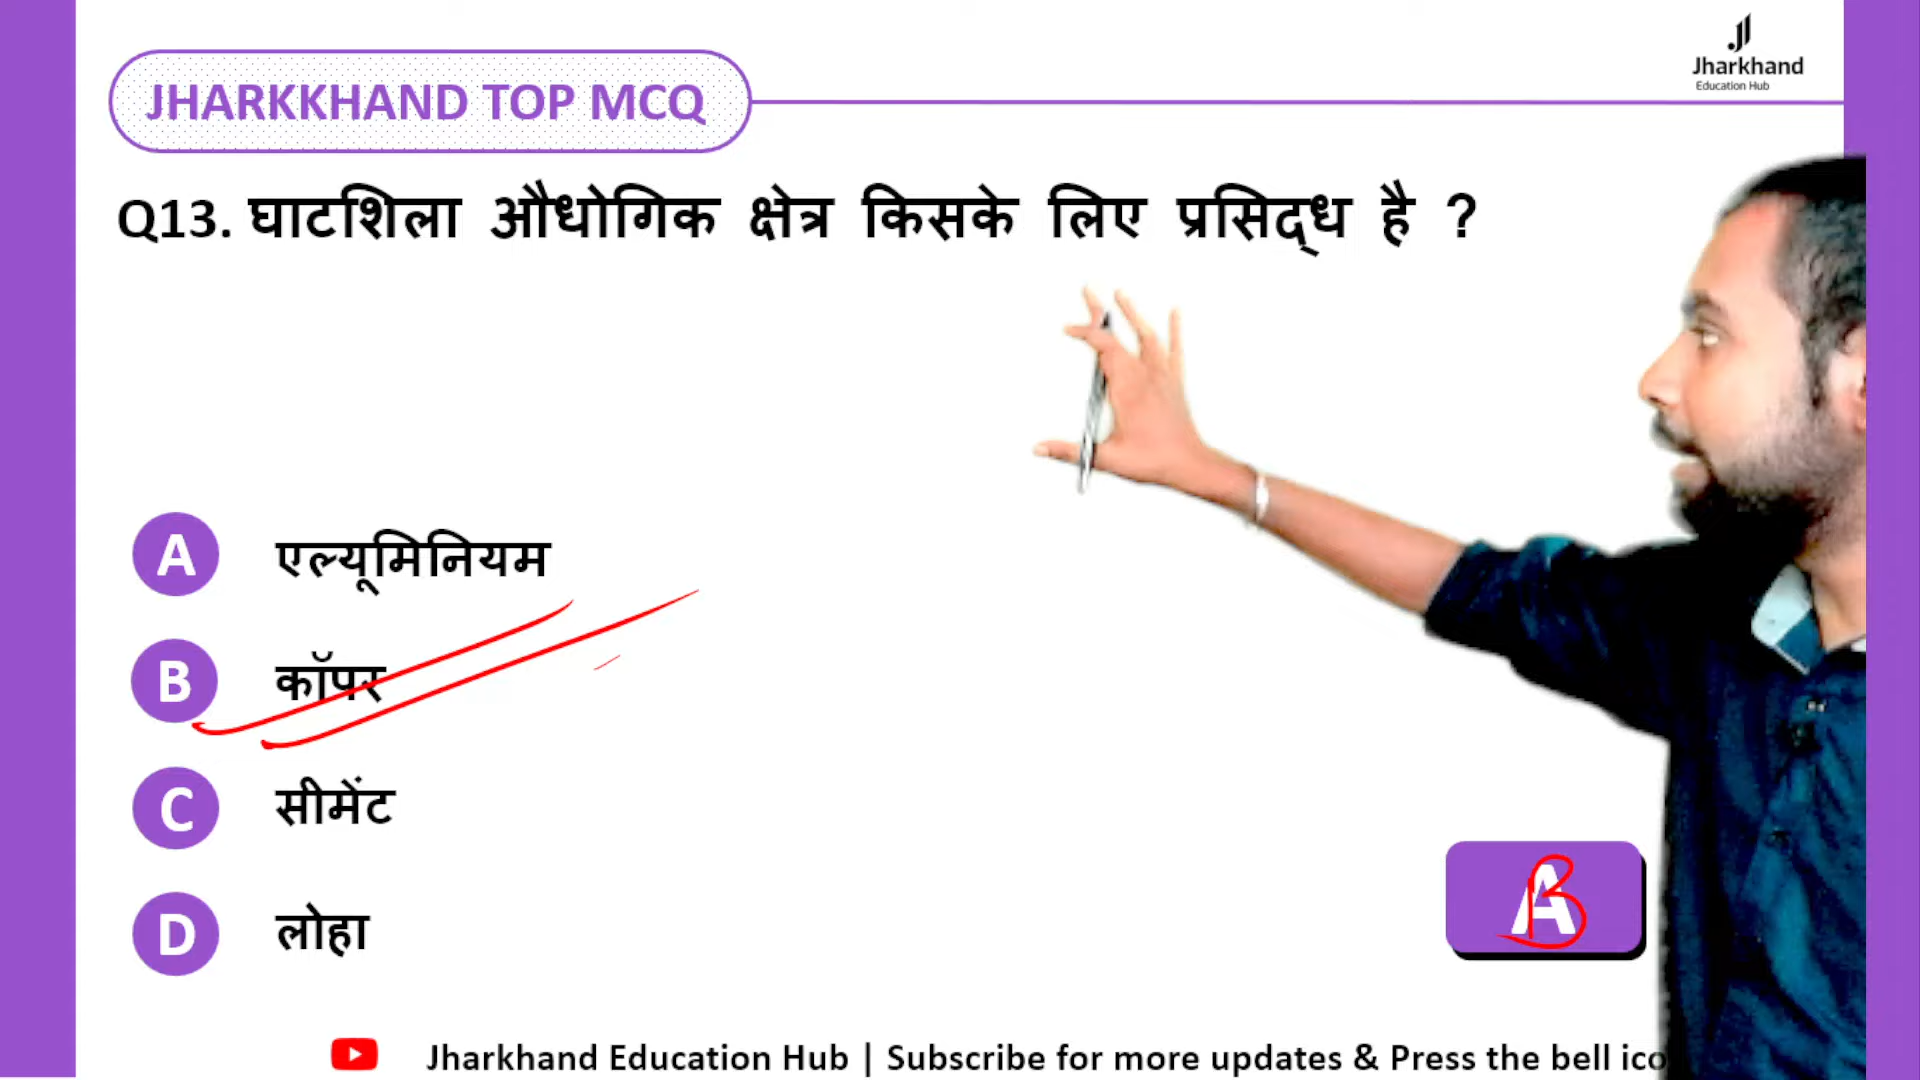 Jharkhand
Education Hub
JHARKKHAND TOP MCQ
Q13. घाटशिला औधोगिक क्षेत्र किसके लिए प्रसिद्ध है ?
A एल्यूमिनियम
B कॉपर
C सीमेंट
D लोहा
A
B
Jharkhand Education Hub | Subscribe for more updates & Press the bell ico